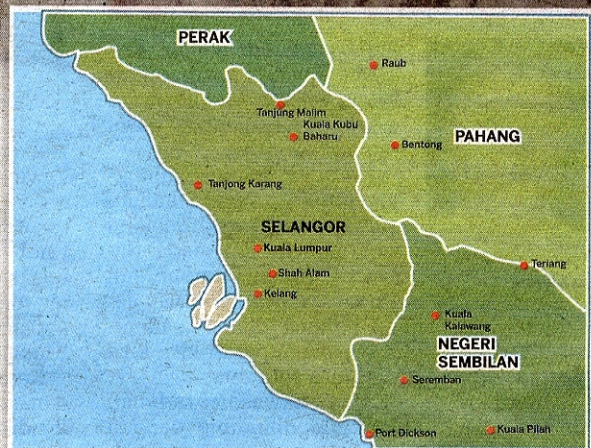 PERAK
Raub
Tanjung Malim
Kuala Kubu
Baharu
Bentong
PAHANG
Tanjong Karang
SELANGOR
Kuala Lumpur
Shah Alam
Kelang
Teriang
Kuala
Kalawang
NEGERI
SEMBILAN
Seremban
Port Dickson
Kuala Pilah